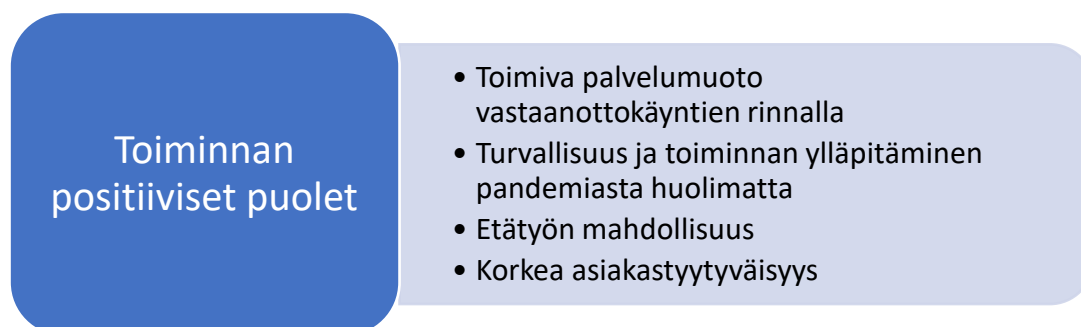 Toiminnan
positiiviset puolet
• Toimiva palvelumuoto
vastaanottokäyntien rinnalla
• Turvallisuus ja toiminnan ylläpitäminen
pandemiasta huolimatta
• Etätyön mahdollisuus
• Korkea asiakastyytyväisyys